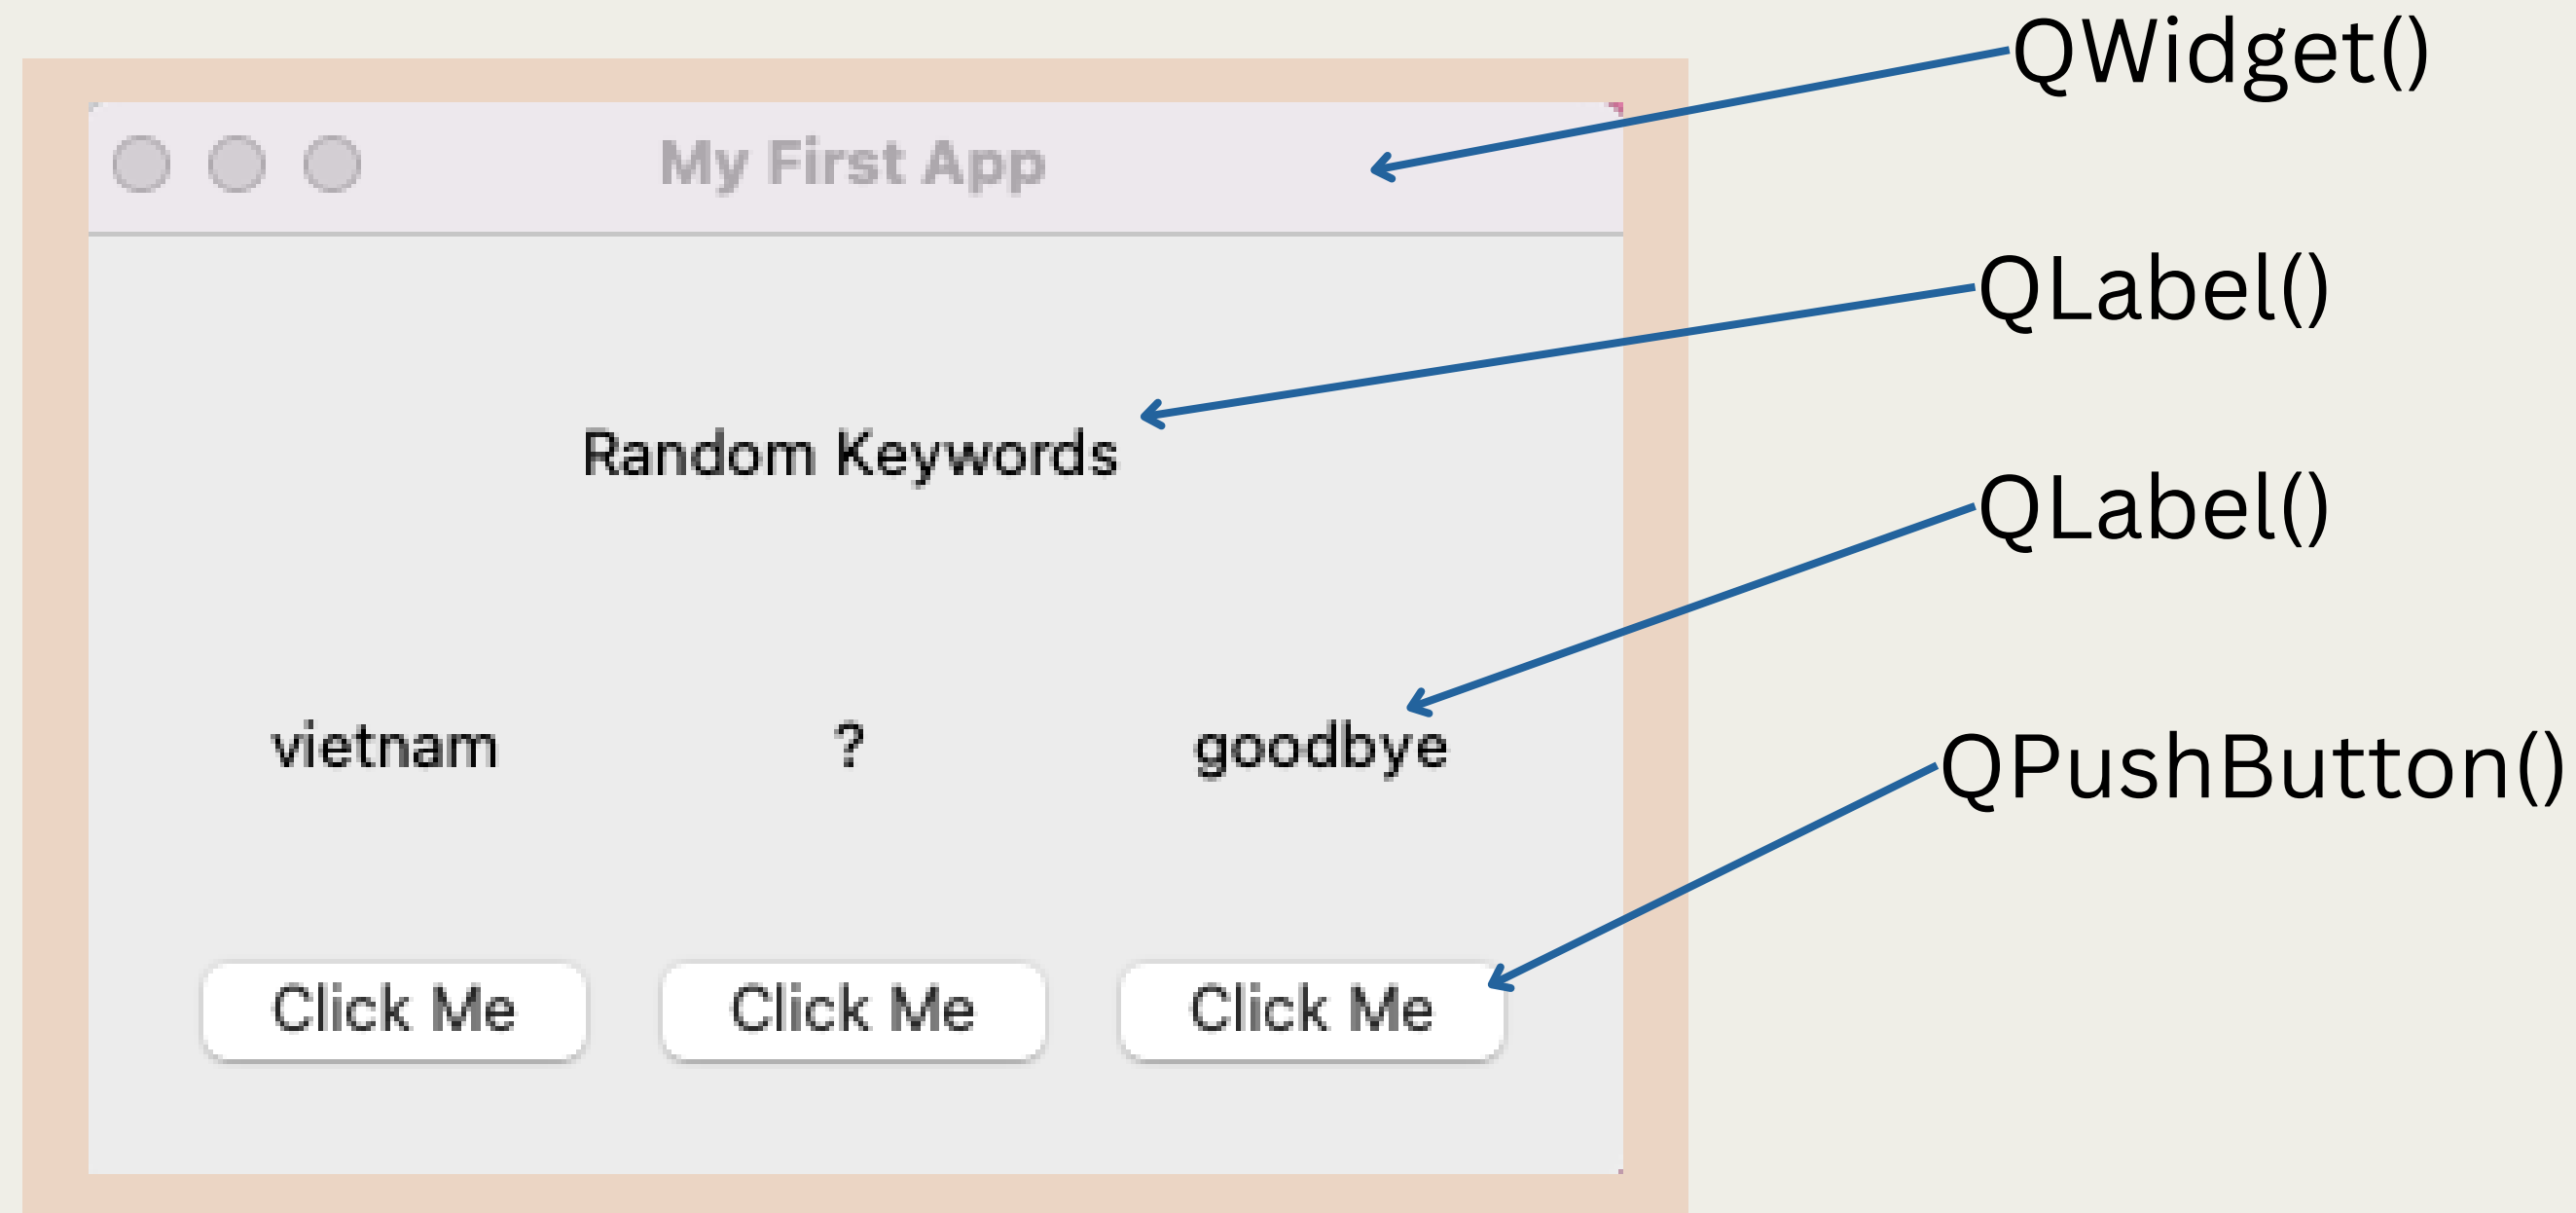 QWidget()
My First App
QLabel()
Random Keywords
QLabel()
vietnam ? goodbye
QPushButton()
Click Me Click Me Click Me